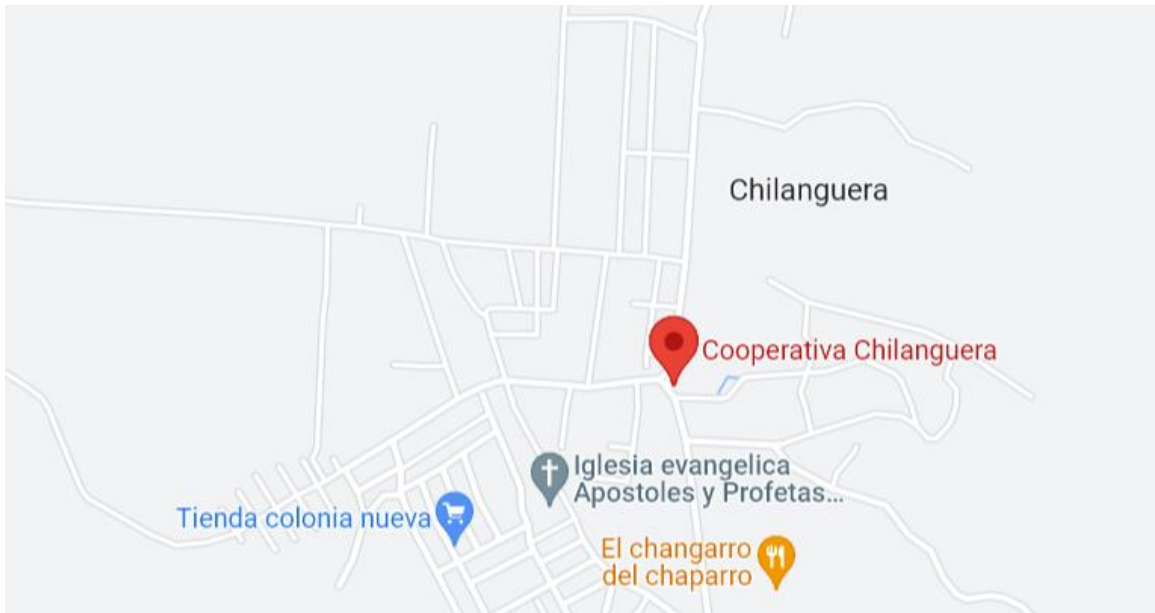 Chilanguera
Cooperativa Chilanguera
Iglesia evangelica
Apostoles y Profetas...
Tienda colonia nueva
El changarro
del chaparro